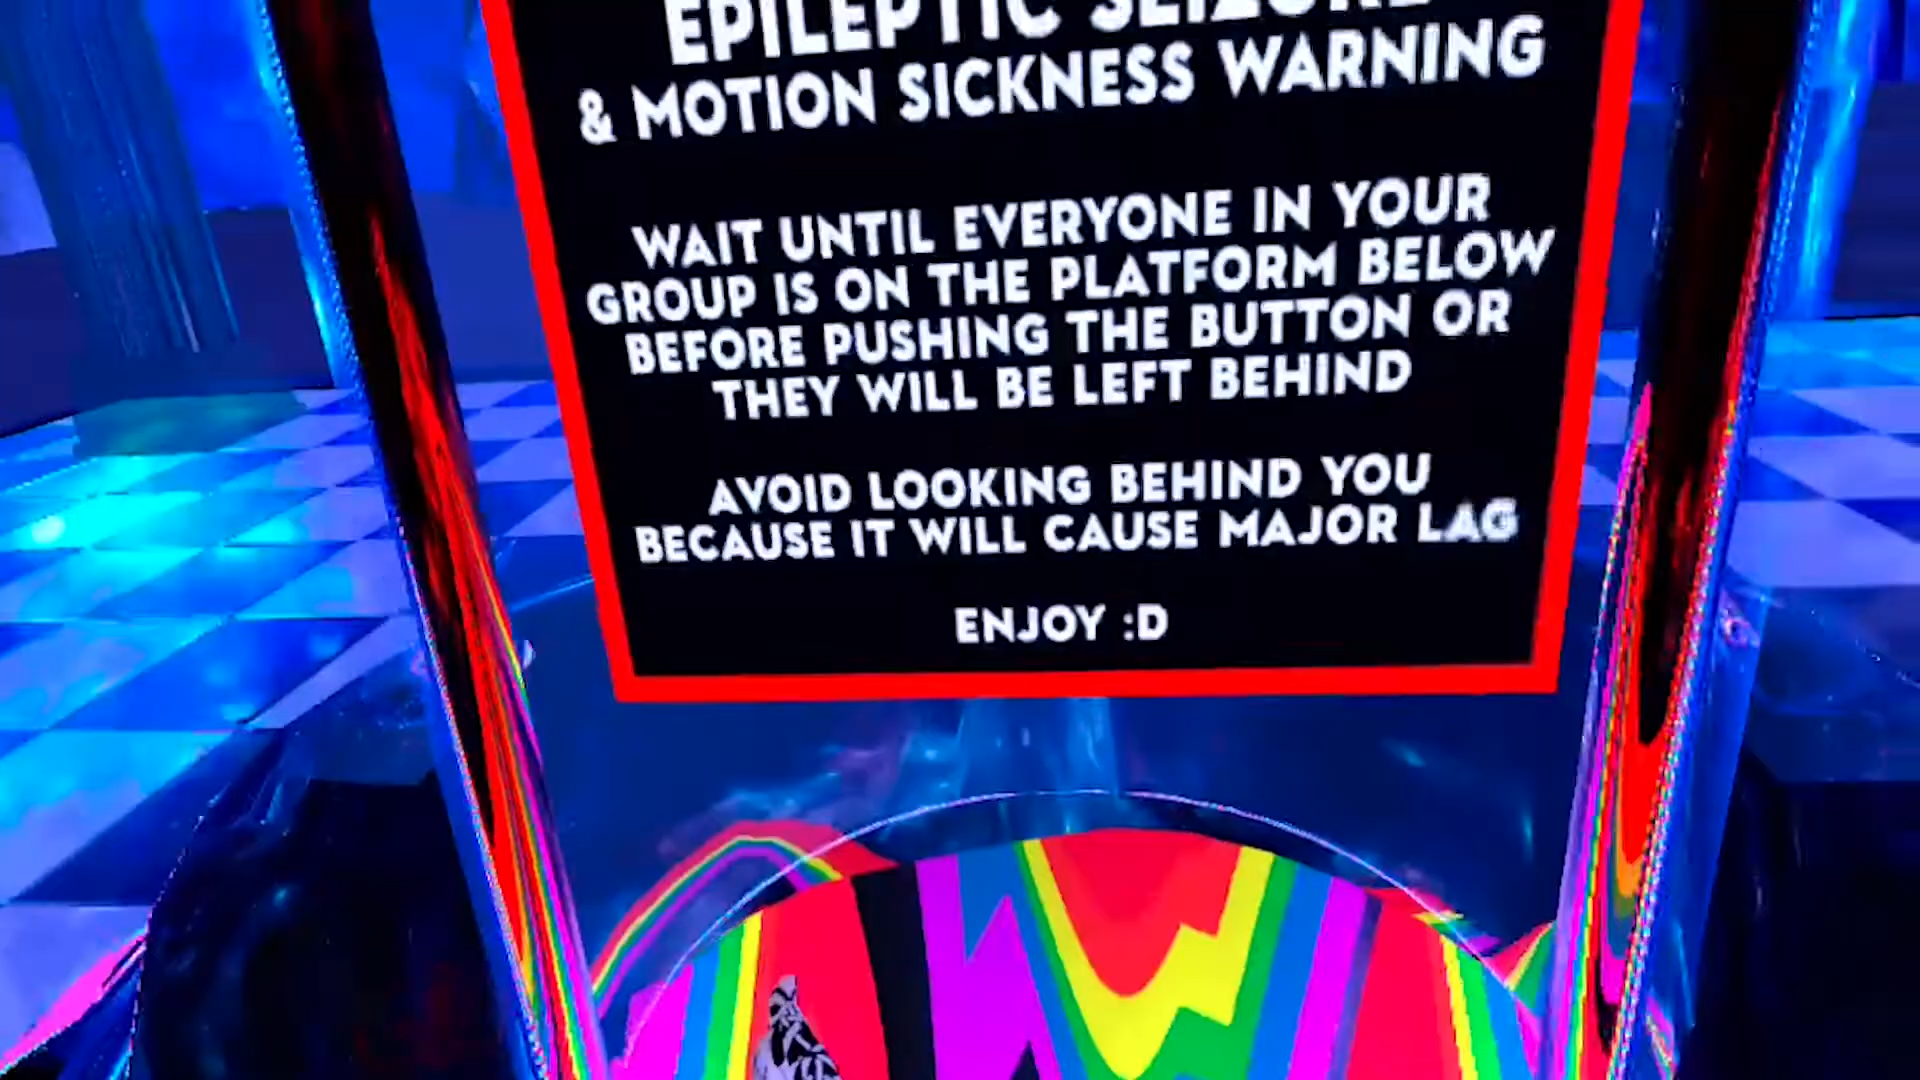 EPILEPTIC SEIZURE
& MOTION SICKNESS WARNING
WAIT UNTIL EVERYONE IN YOUR
GROUP IS ON THE PLATFORM BELOW
BEFORE PUSHING THE BUTTON OR
THEY WILL BE LEFT BEHIND
AVOID LOOKING BEHIND YOU
BECAUSE IT WILL CAUSE MAJOR LAG
ENJOY :D